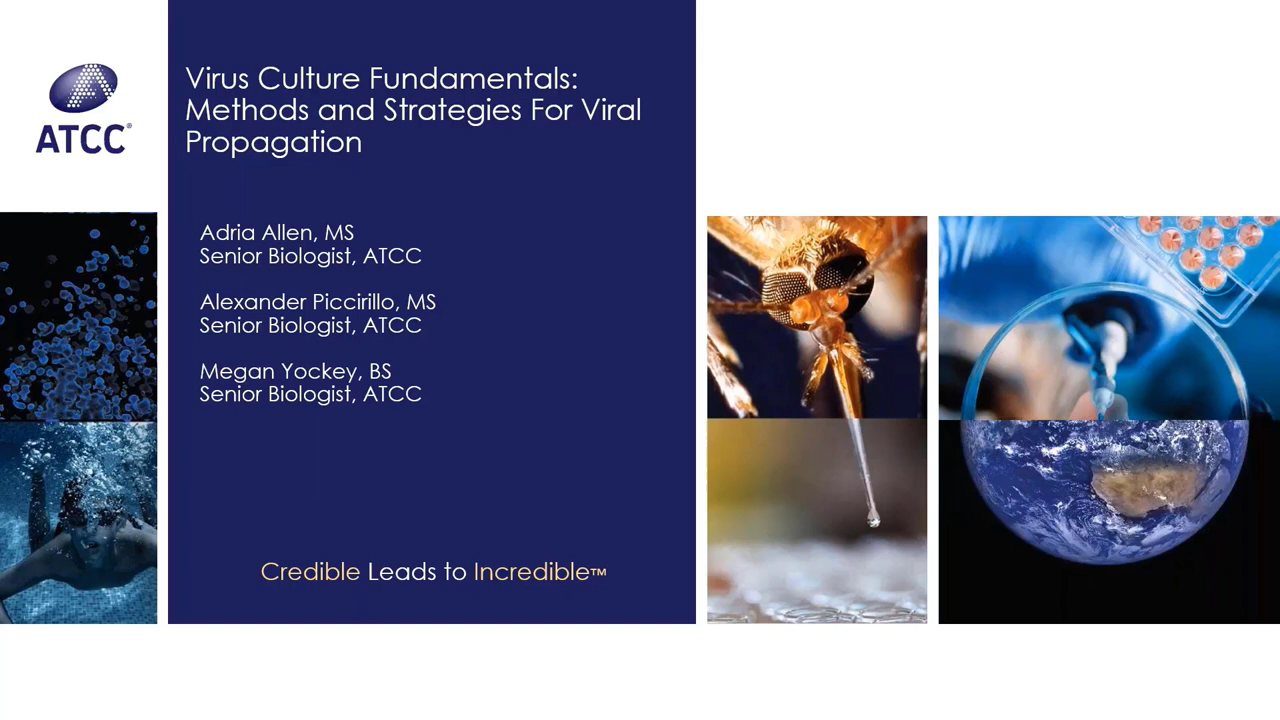 ATCC®
Virus Culture Fundamentals:
Methods and Strategies For Viral
Propagation
Adria Allen, MS
Senior Biologist, ATCC
Alexander Piccirillo, MS
Senior Biologist, ATCC
Megan Yockey, BS
Senior Biologist, ATCC
Credible Leads to Incredible™